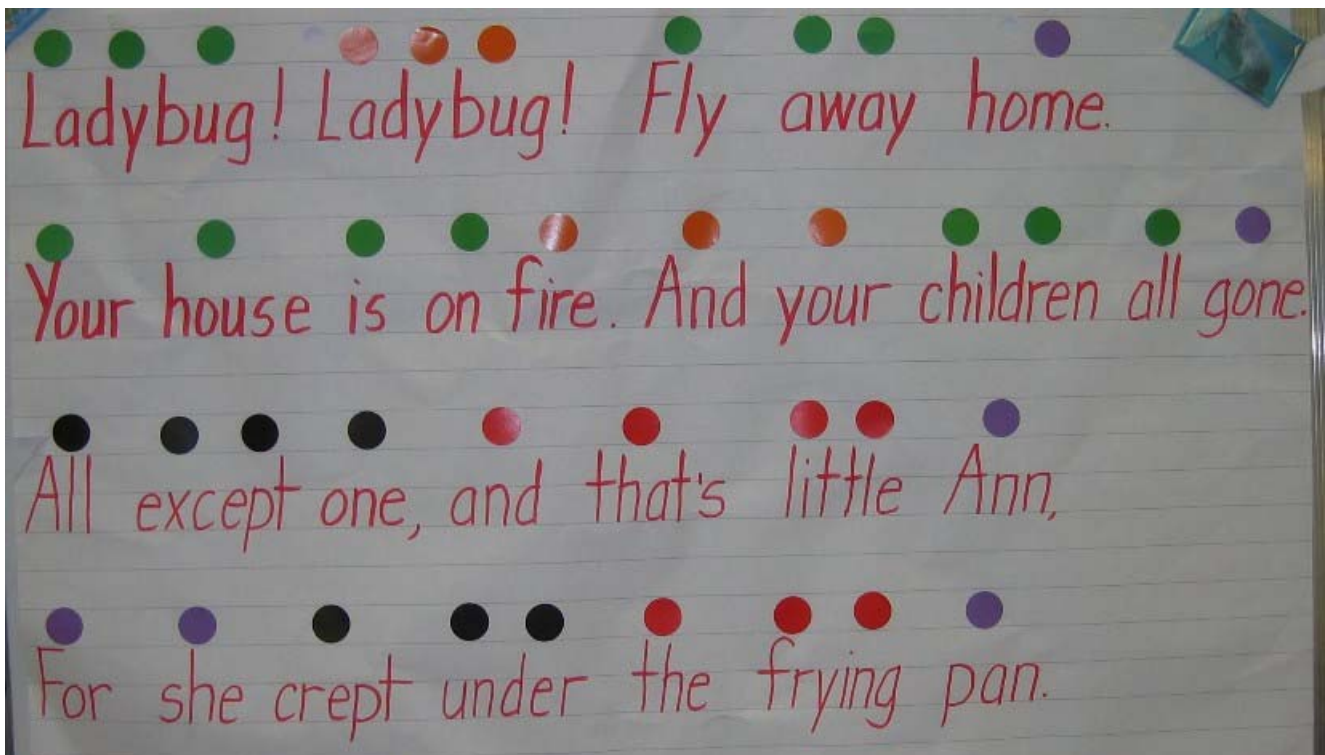 Ladybug! Ladybug! Fly away home.
Your house is on fire. And your children all gone.
All except one, and that's little Ann,
For she crept under the frying pan.